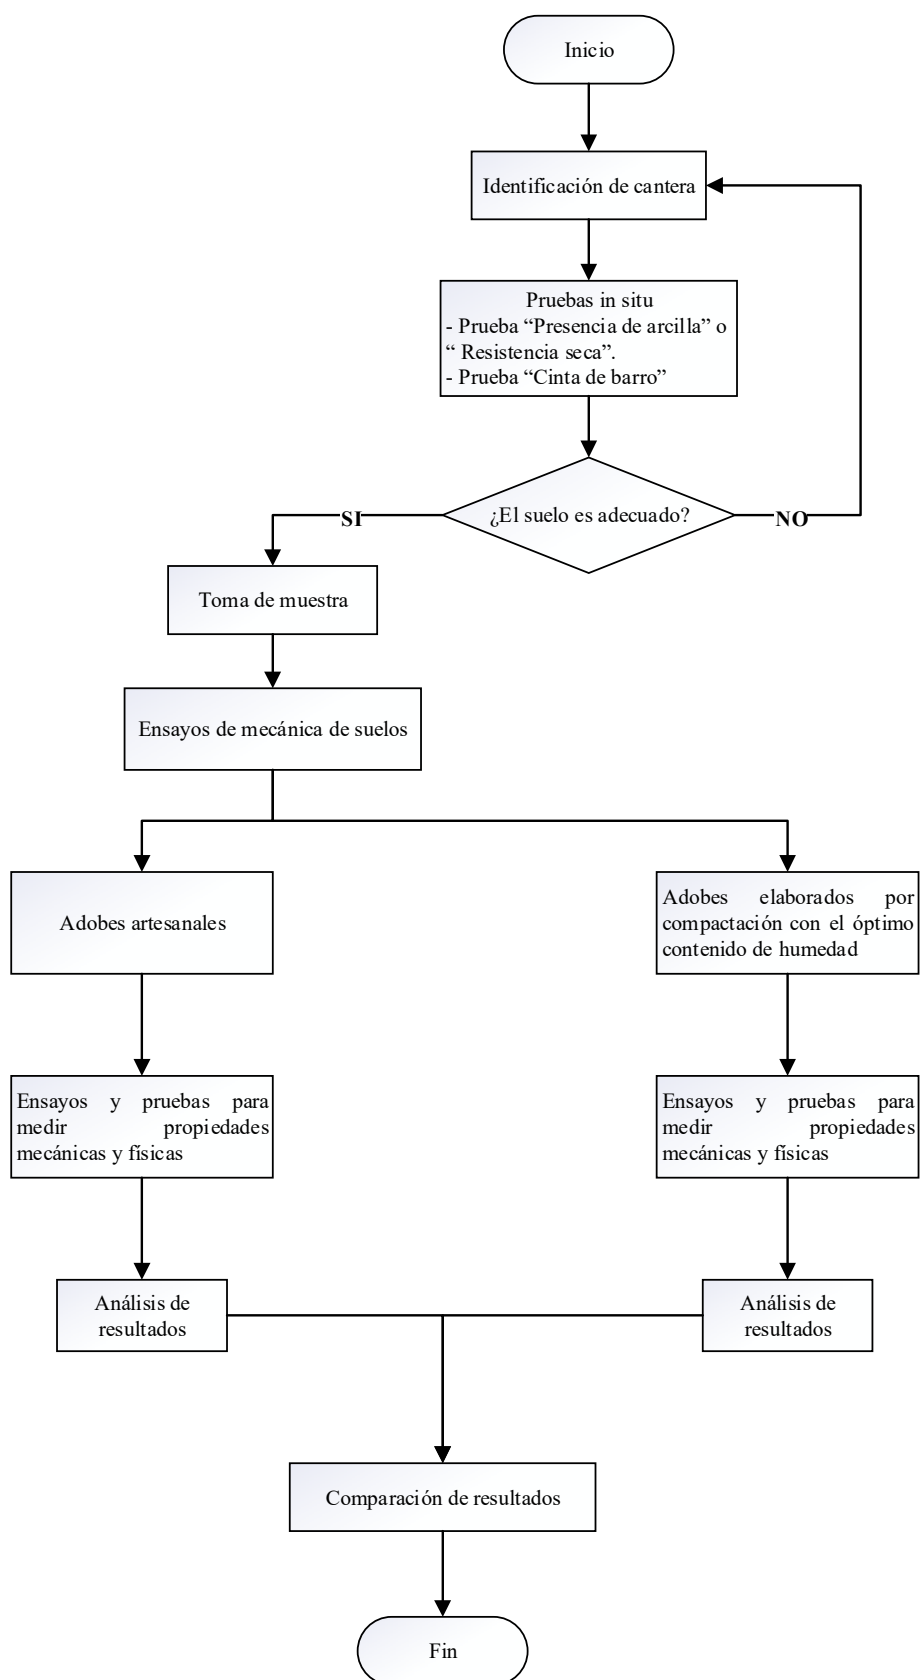 Inicio
Identificación de cantera
Pruebas in situ
- Prueba “Presencia de arcilla” o
“ Resistencia seca”.
- Prueba “Cinta de barro”
¿El suelo es adecuado?
SI
NO
Toma de muestra
Ensayos de mecánica de suelos
Adobes artesanales
Adobes elaborados por
compactación con el óptimo
contenido de humedad
Ensayos y pruebas para
medir propiedades
mecánicas y físicas
Ensayos y pruebas para
medir propiedades
mecánicas y físicas
Análisis de
resultados
Análisis de
resultados
Comparación de resultados
Fin